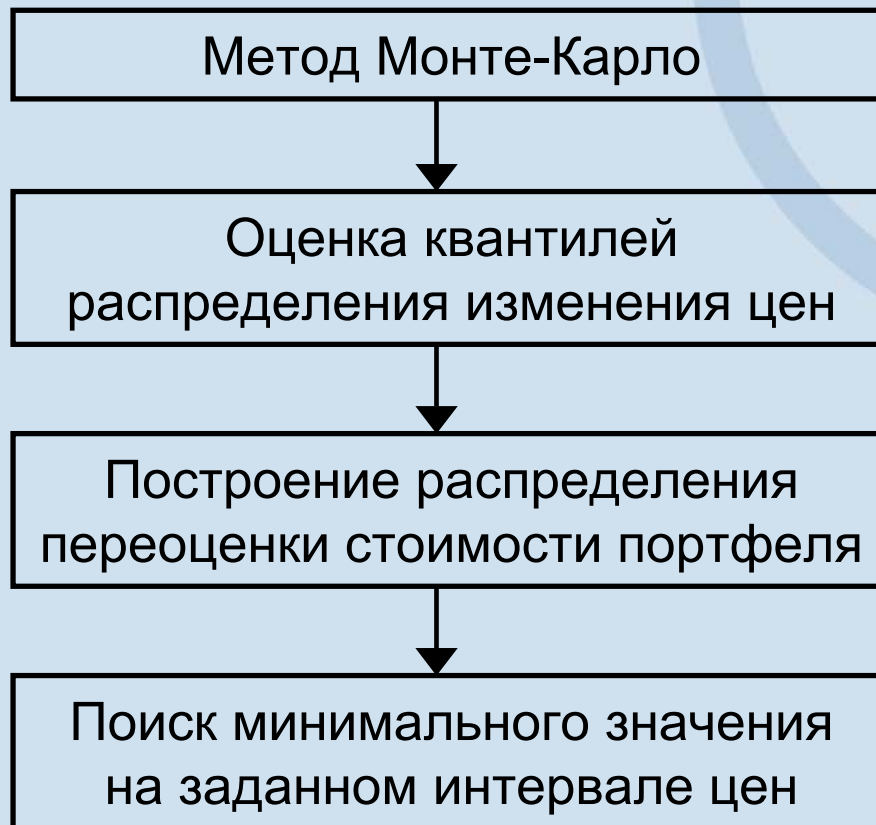 Метод Монте-Карло
Оценка квантилей
распределения изменения цен
Построение распределения
переоценки стоимости портфеля
Поиск минимального значения
на заданном интервале цен